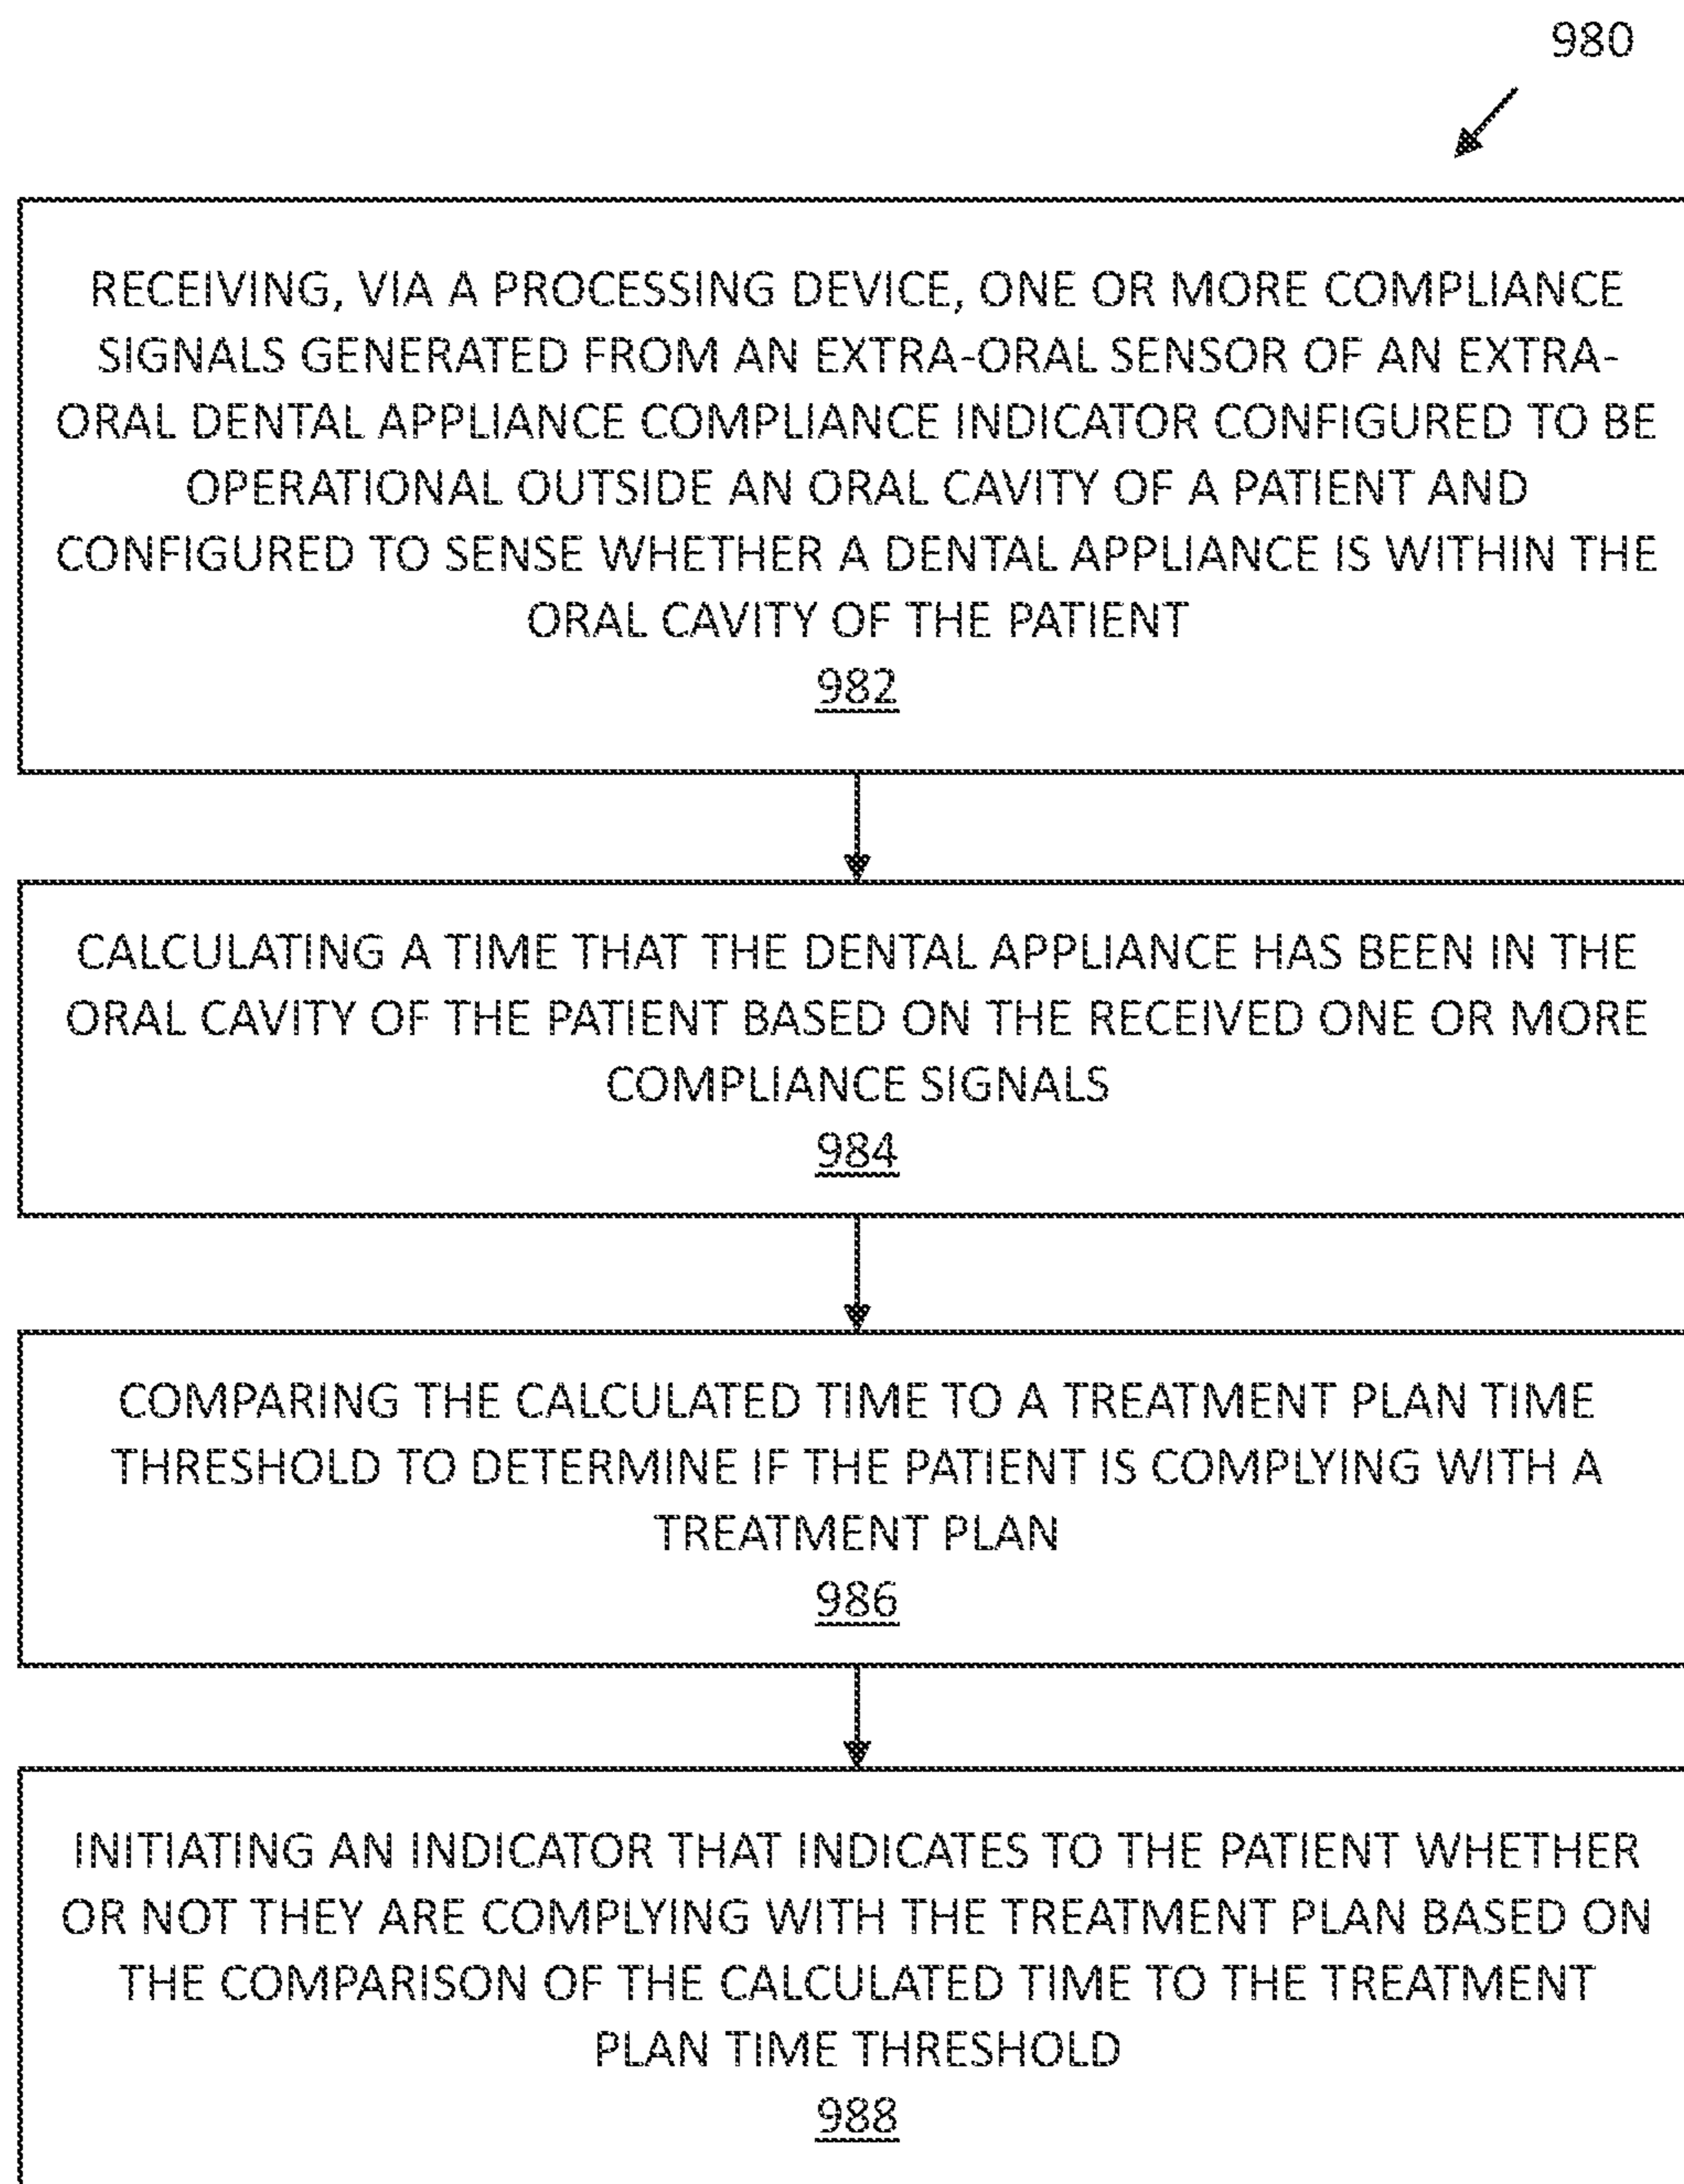 980
RECEIVING, VIA A PROCESSING DEVICE, ONE OR MORE COMPLIANCE
SIGNALS GENERATED FROM AN EXTRA-ORAL SENSOR OF AN EXTRA-
ORAL DENTAL APPLIANCE COMPLIANCE INDICATOR CONFIGURED TO BE
OPERATIONAL OUTSIDE AN ORAL CAVITY OF A PATIENT AND
CONFIGURED TO SENSE WHETHER A DENTAL APPLIANCE IS WITHIN THE
ORAL CAVITY OF THE PATIENT
982
CALCULATING A TIME THAT THE DENTAL APPLIANCE HAS BEEN IN THE
ORAL CAVITY OF THE PATIENT BASED ON THE RECEIVED ONE OR MORE
COMPLIANCE SIGNALS
984
COMPARING THE CALCULATED TIME TO A TREATMENT PLAN TIME
THRESHOLD TO DETERMINE IF THE PATIENT IS COMPLYING WITH A
TREATMENT PLAN
986
INITIATING AN INDICATOR THAT INDICATES TO THE PATIENT WHETHER
OR NOT THEY ARE COMPLYING WITH THE TREATMENT PLAN BASED ON
THE COMPARISON OF THE CALCULATED TIME TO THE TREATMENT
PLAN TIME THRESHOLD
988